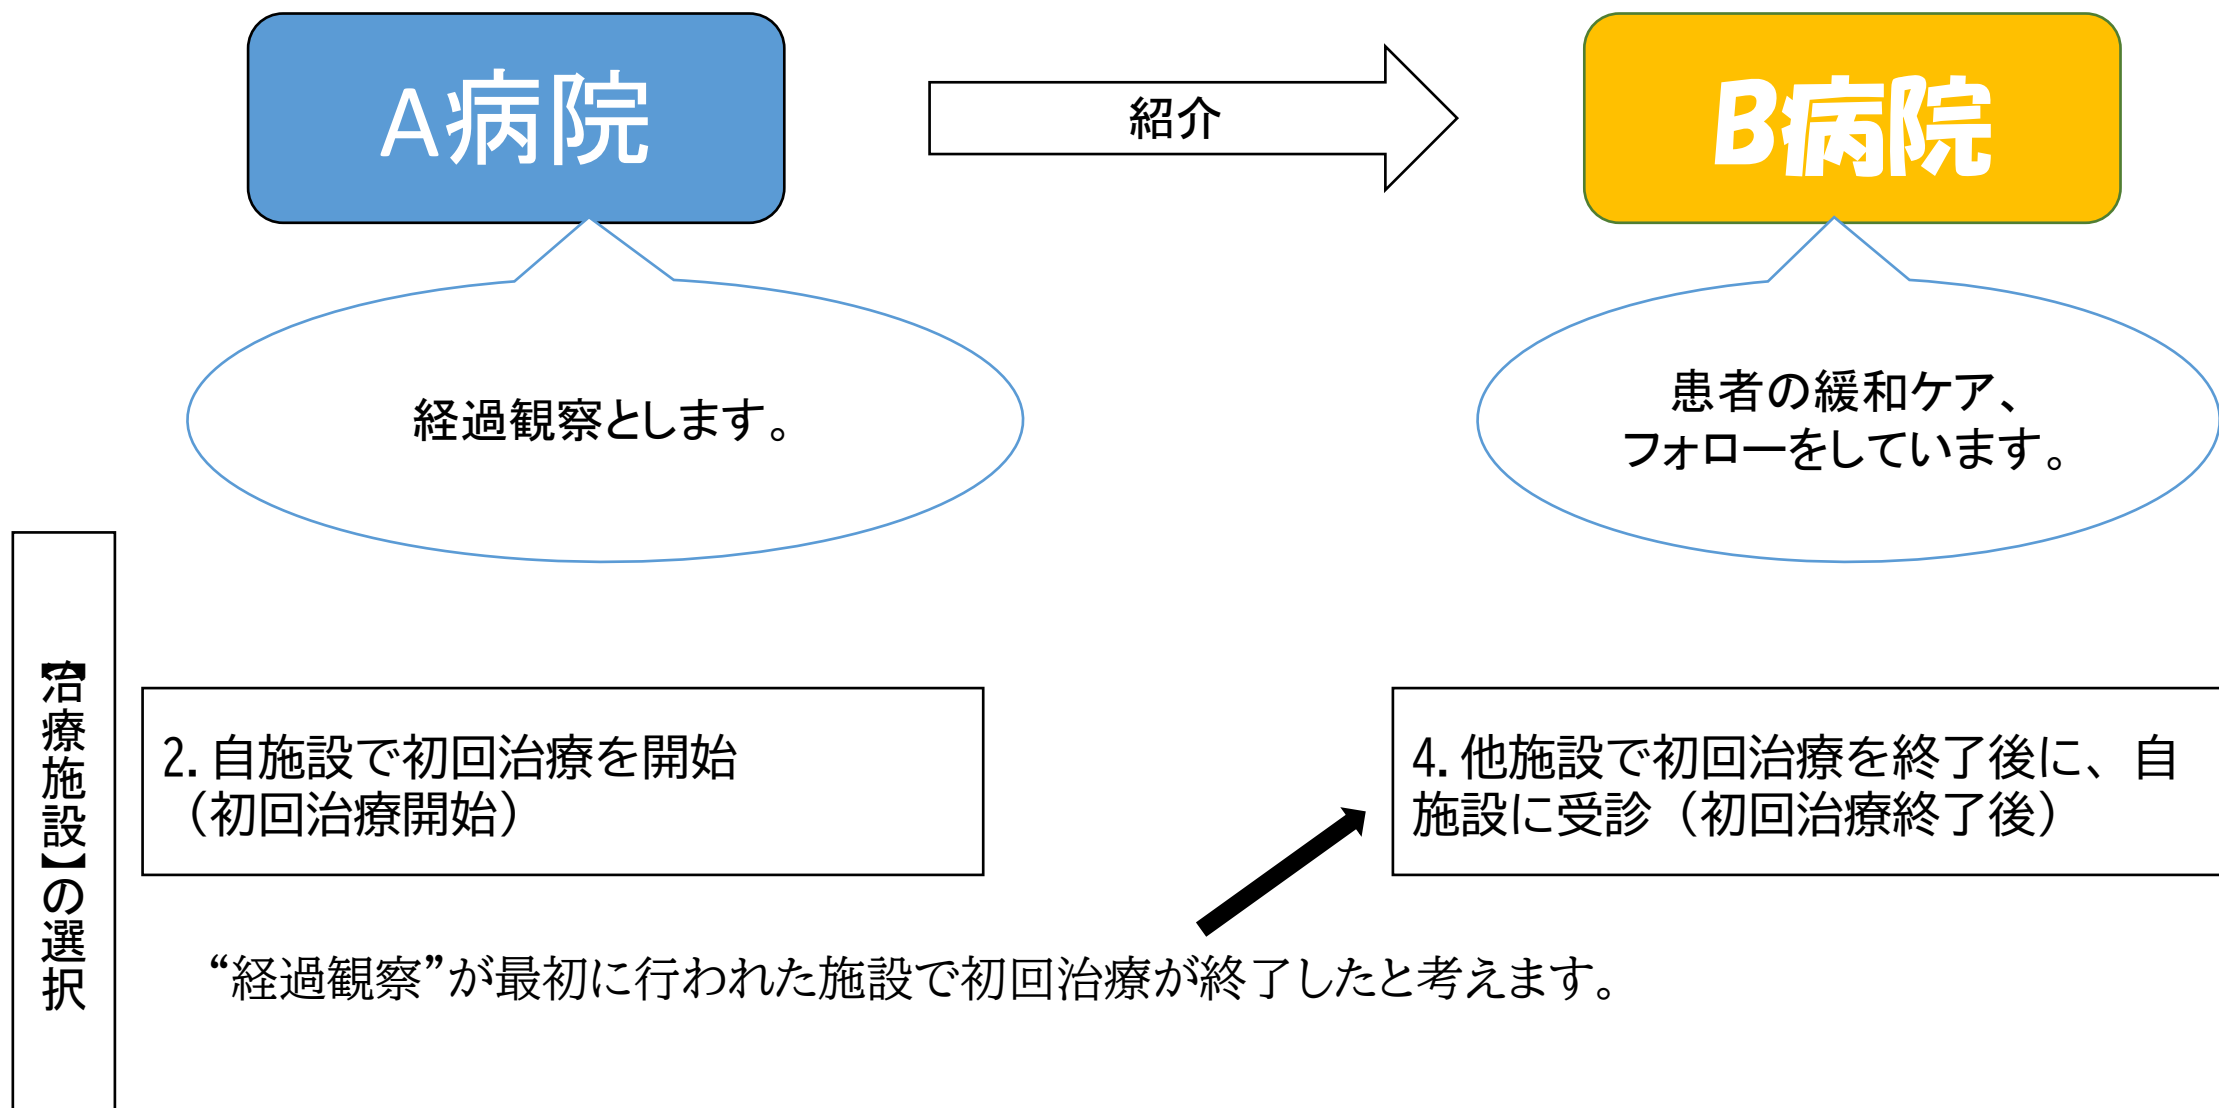 A病院
紹介
B病院
経過観察とします。
患者の緩和ケア、
フォローをしています。
【治療施設】の選択
2.自施設で初回治療を開始
（初回治療開始）
4.他施設で初回治療を終了後に、自
施設に受診（初回治療終了後）
“経過観察”が最初に行われた施設で初回治療が終了したと考えます。